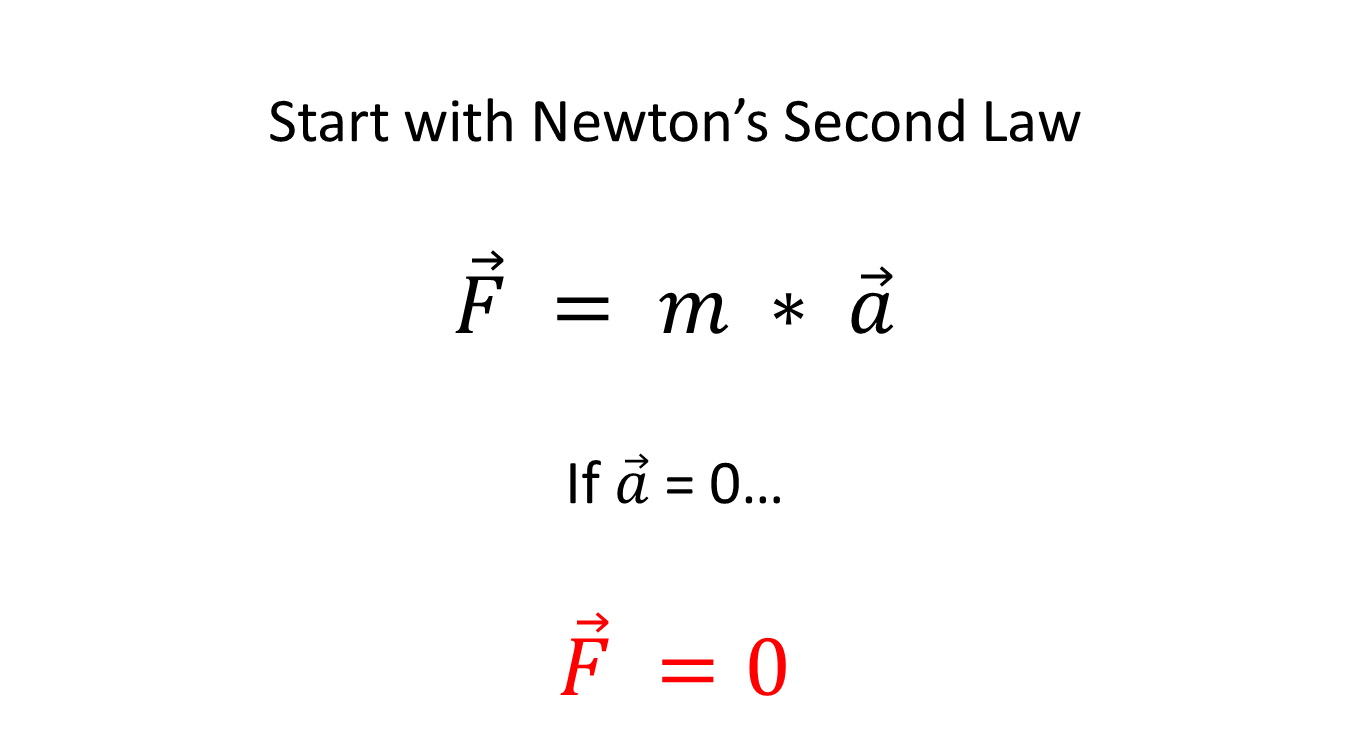 Start with Newton’s Second Law
F⃗ = m * a⃗
If a⃗ = 0…
F⃗ = 0